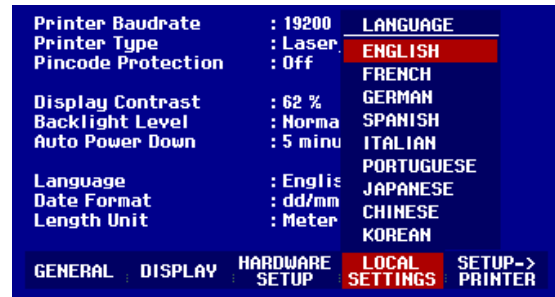 Printer Baudrate : 19200
Printer Type : Laser
Pincode Protection : Off
Display Contrast : 62 %
Backlight Level : Norma
Auto Power Down : 5 minu
Language : Englis
Date Format : dd/mm
Length Unit : Meter
LANGUAGE
ENGLISH
FRENCH
GERMAN
SPANISH
ITALIAN
PORTUGUESE
JAPANESE
CHINESE
KOREAN
GENERAL DISPLAY HARDWARE SETUP LOCAL SETTINGS SETUP-> PRINTER